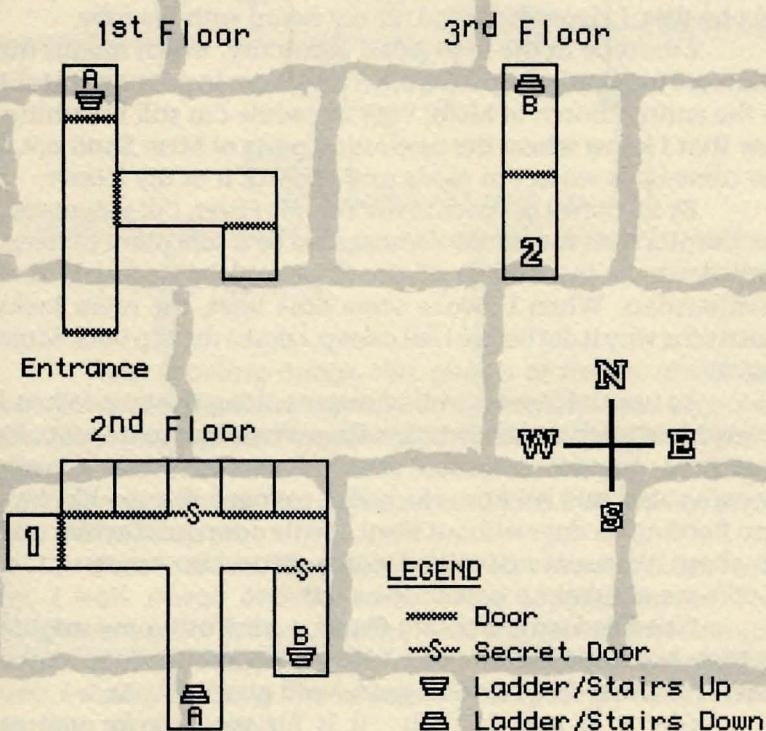 1st Floor
A
Entrance
3rd Floor
B
2
2nd Floor
S
1
S
B
A
N
W E
S
LEGEND
Door
S Secret Door
Ladder/Stairs Up
Ladder/Stairs Down